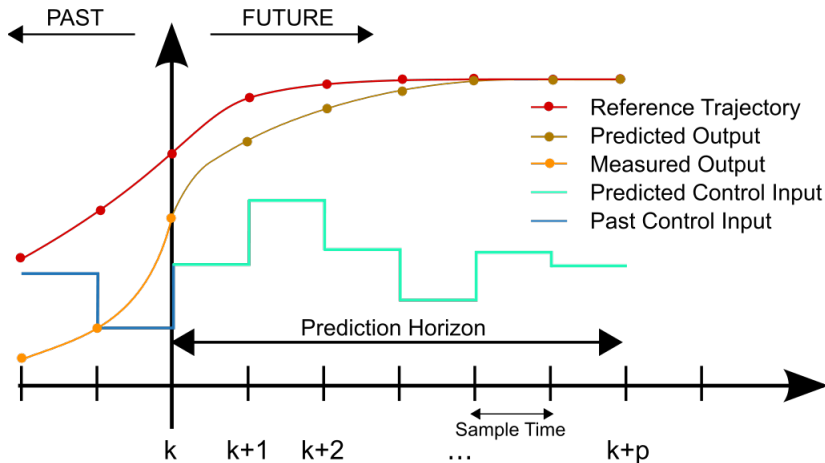 PAST
FUTURE
Reference Trajectory
Predicted Output
Measured Output
Predicted Control Input
Past Control Input
Prediction Horizon
Sample Time
k
k+1
k+2
...
k+p